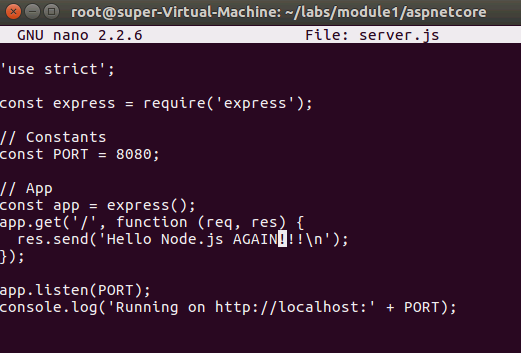 root@super-Virtual-Machine: ~/labs/module1/aspnetcore
GNU nano 2.2.6 File: server.js
'use strict';
const express = require('express');
// Constants
const PORT = 8080;
// App
const app = express();
app.get('/', function (req, res) {
  res.send('Hello Node.js AGAIN!!!\n');
});
app.listen(PORT);
console.log('Running on http://localhost:' + PORT);